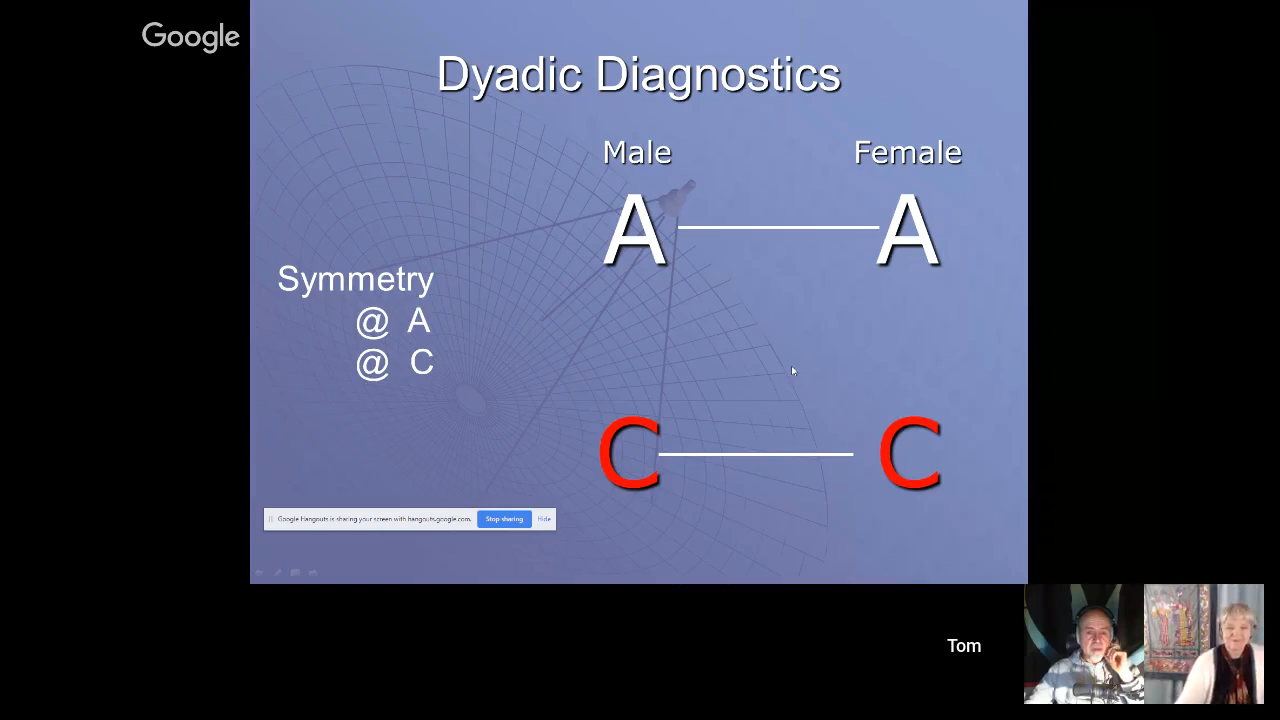 Google
Dyadic Diagnostics
Male Female
A A
Symmetry
@ A
@ C
C C
Google Hangouts is sharing your screen with hangouts.google.com. Stop sharing Hide
Tom